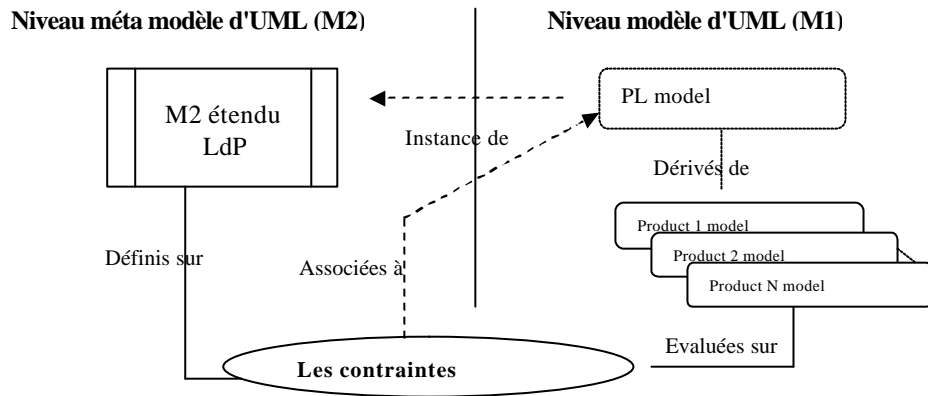 Niveau méta modèle d'UML (M2)
Niveau modèle d'UML (M1)
M2 étendu
LdP
PL model
Instance de
Dérivés de
Product 1 model
Product 2 model
Product N model
Définis sur
Associées à
Evaluées sur
Les contraintes